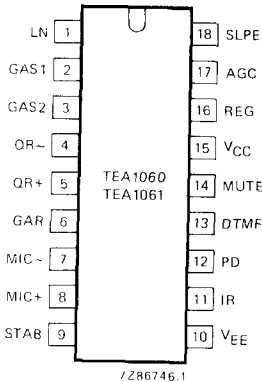 LN 1
GAS1 2
GAS2 3
QR− 4
QR+ 5
GAR 6
MIC− 7
MIC+ 8
STAB 9
TEA1060
TEA1061
18 SLPE
17 AGC
16 REG
15 VCC
14 MUTE
13 DTMF
12 PD
11 IR
10 VEE
7Z86746.1